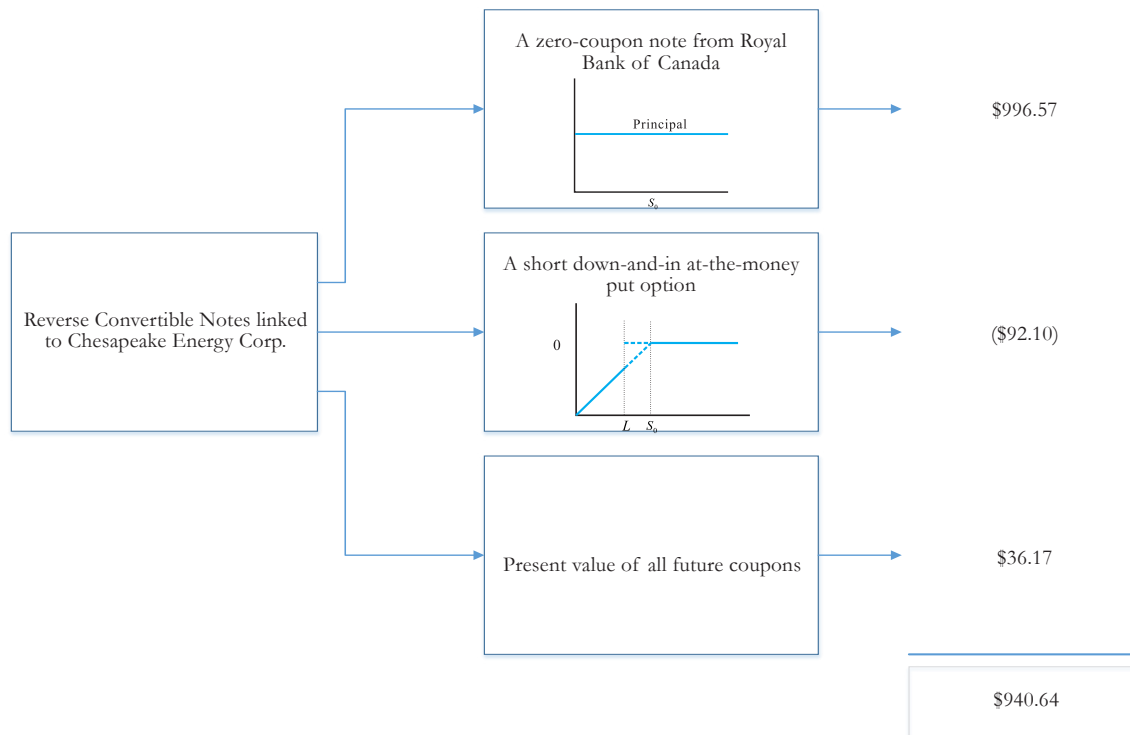 A zero-coupon note from Royal
Bank of Canada
Principal
S₀
$996.57
Reverse Convertible Notes linked
to Chesapeake Energy Corp.
A short down-and-in at-the-money
put option
0
L S₀
($92.10)
Present value of all future coupons
$36.17
$940.64